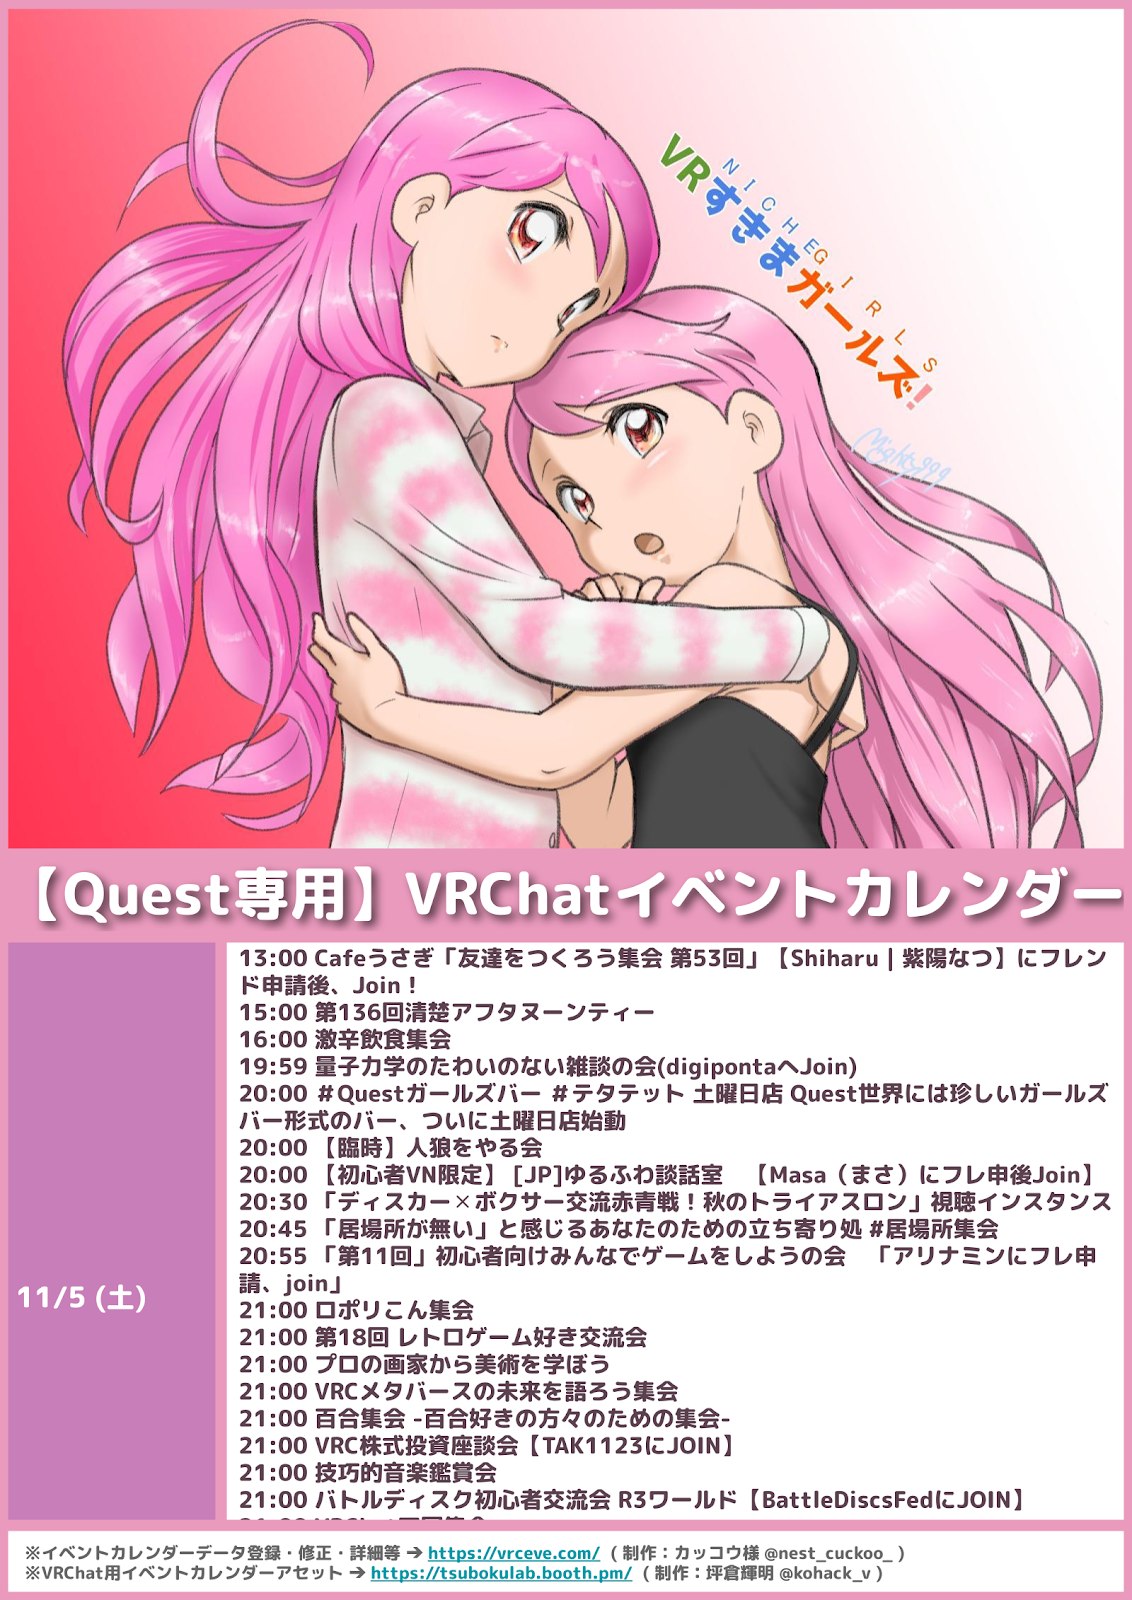 NICHE GIRLS
VRすきまガールズ!
Mighty999
【Quest専用】VRChatイベントカレンダー
11/5 (土)
13:00 Cafeうさぎ「友達をつくろう集会 第53回」【Shiharu | 紫陽なつ】にフレン
ド申請後、Join！
15:00 第136回清楚アフタヌーンティー
16:00 激辛飲食集会
19:59 量子力学のたわいのない雑談の会(digipontaへJoin)
20:00 ＃Questガールズバー ＃テタテット 土曜日店 Quest世界には珍しいガールズ
バー形式のバー、ついに土曜日店始動
20:00 【臨時】人狼をやる会
20:00 【初心者VN限定】 [JP]ゆるふわ談話室　【Masa（まさ）にフレ申後Join】
20:30 「ディスカー×ボクサー交流赤青戦！秋のトライアスロン」視聴インスタンス
20:45 「居場所が無い」と感じるあなたのための立ち寄り処 #居場所集会
20:55 「第11回」初心者向けみんなでゲームをしようの会　「アリナミンにフレ申
請、join」
21:00 ロポリこん集会
21:00 第18回 レトロゲーム好き交流会
21:00 プロの画家から美術を学ぼう
21:00 VRCメタバースの未来を語ろう集会
21:00 百合集会 -百合好きの方々のための集会-
21:00 VRC株式投資座談会【TAK1123にJOIN】
21:00 技巧的音楽鑑賞会
21:00 バトルディスク初心者交流会 R3ワールド【BattleDiscsFedにJOIN】
※イベントカレンダーデータ登録・修正・詳細等 ➔ https://vrceve.com/ （ 制作：カッコウ様 @nest_cuckoo_ ）
※VRChat用イベントカレンダーアセット ➔ https://tsubokulab.booth.pm/ （ 制作：坪倉輝明 @kohack_v ）